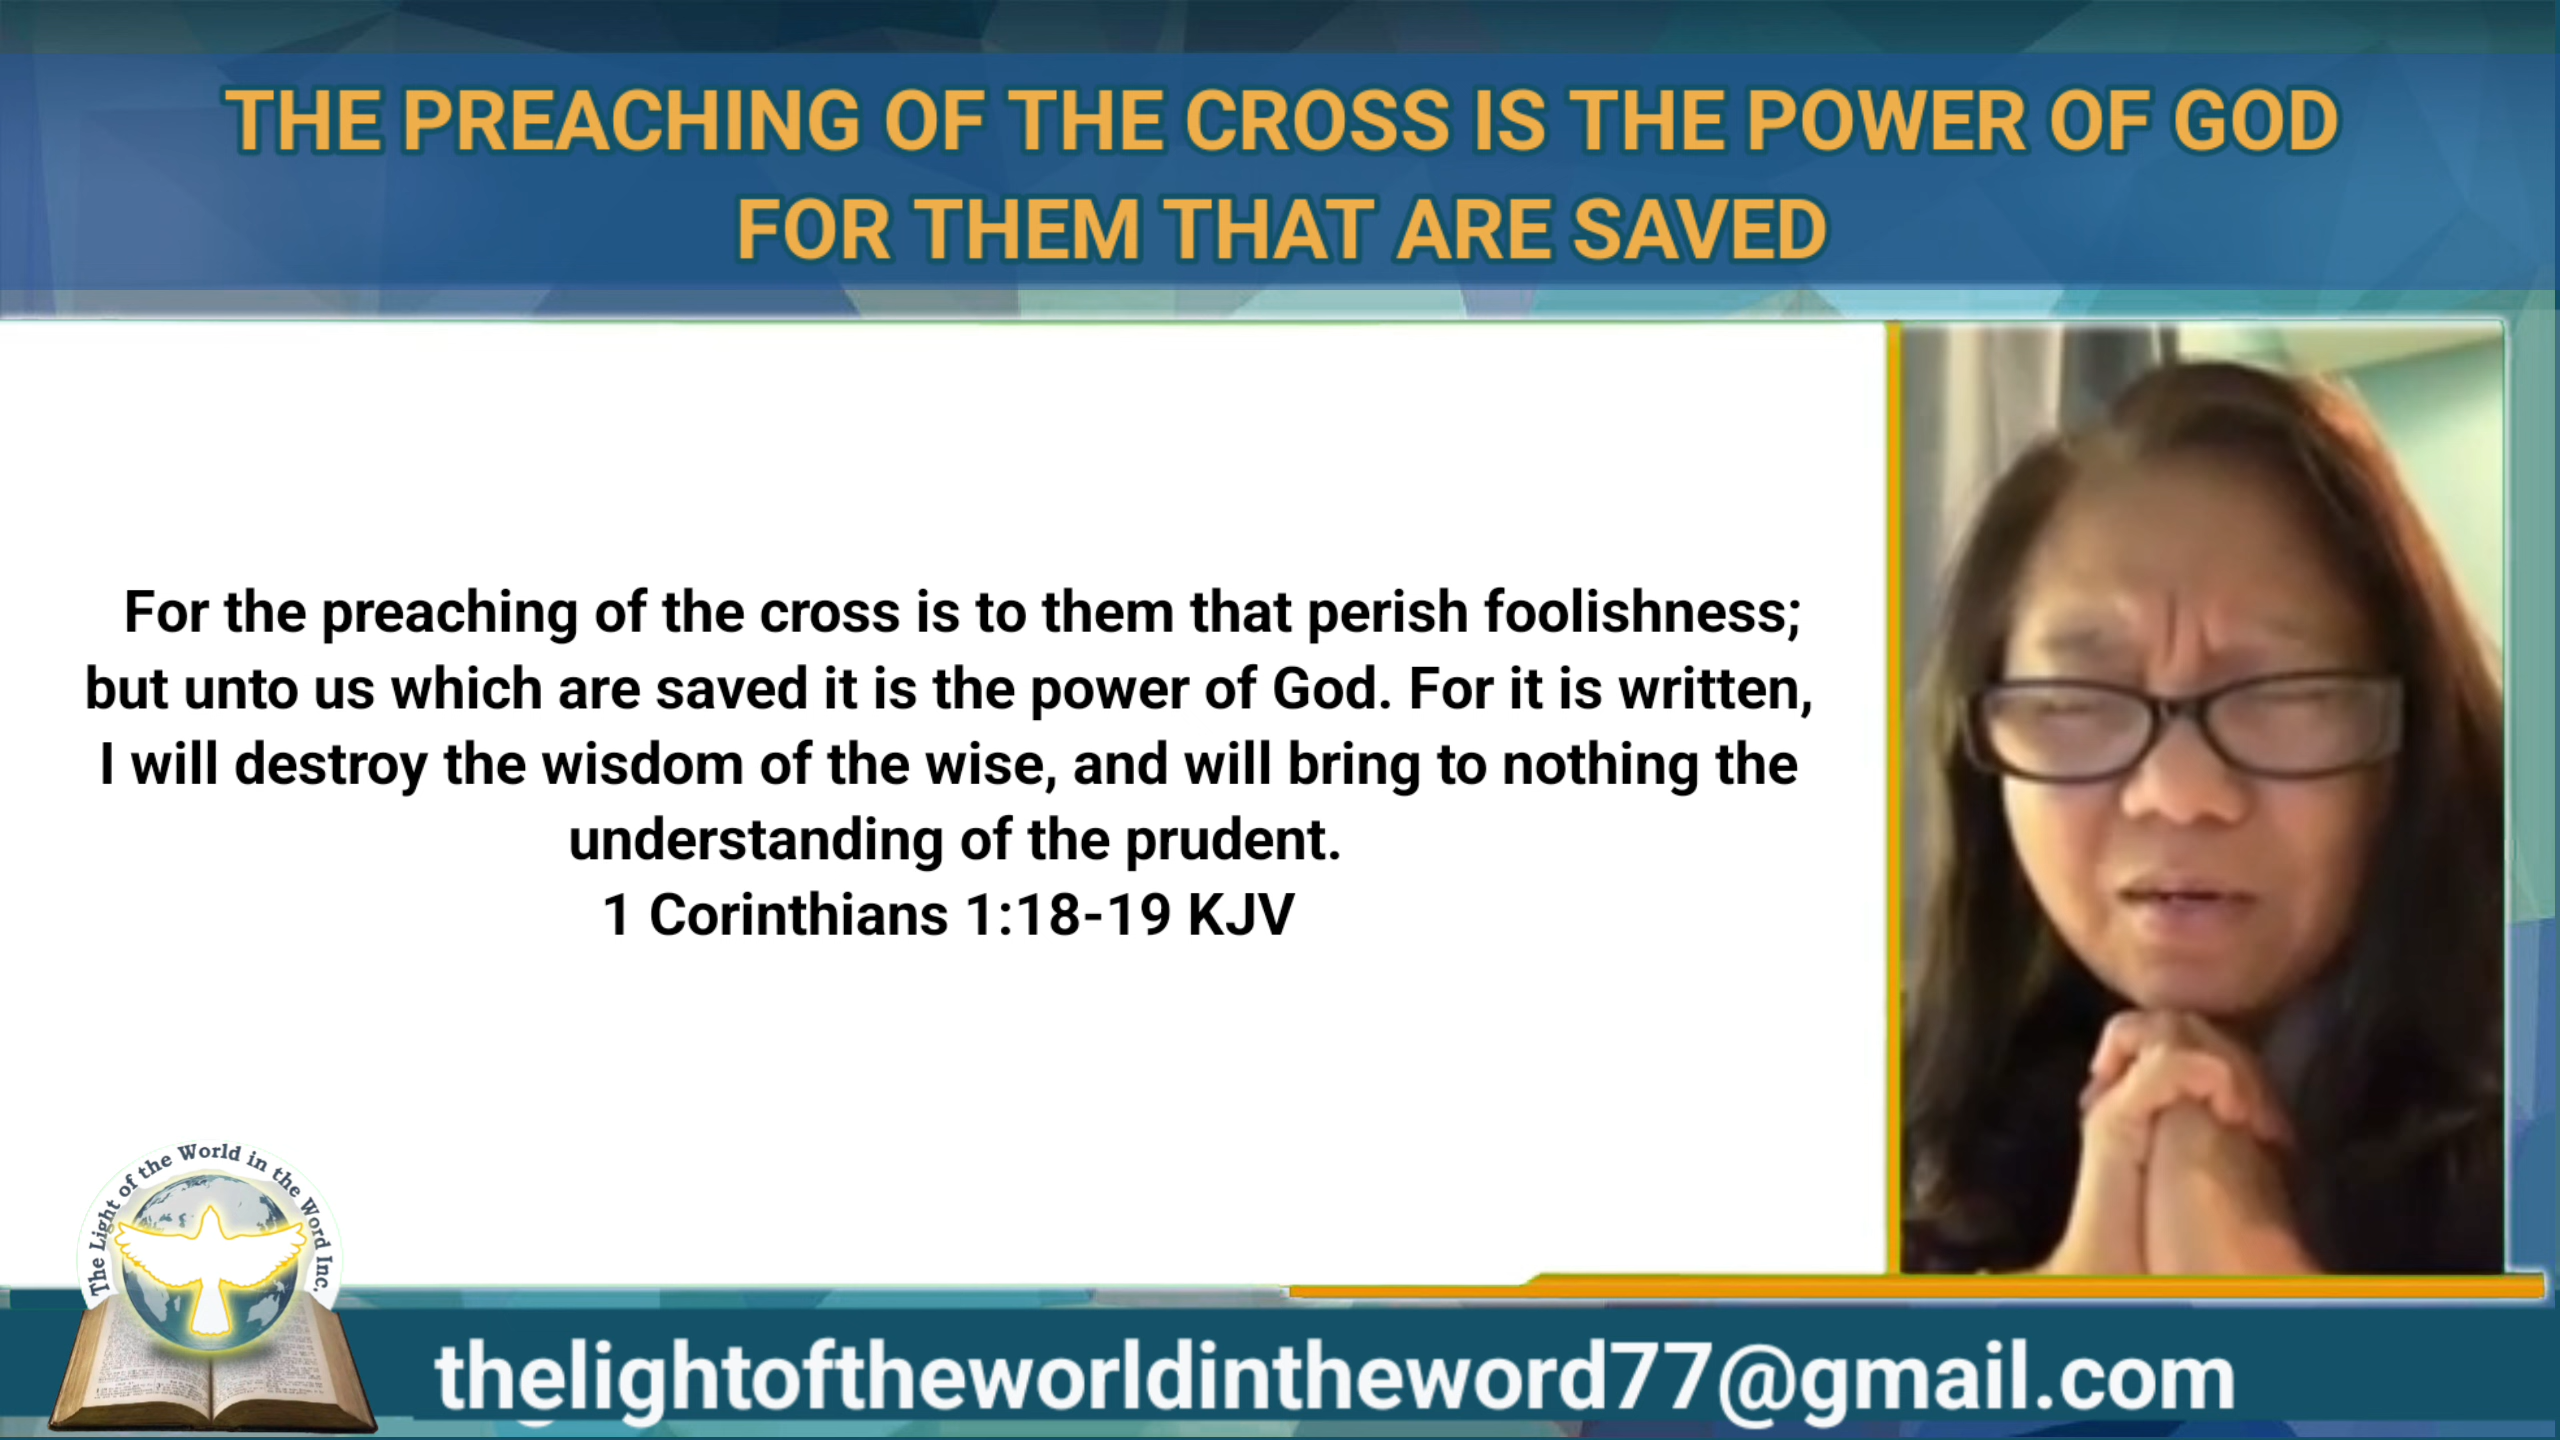 THE PREACHING OF THE CROSS IS THE POWER OF GOD
FOR THEM THAT ARE SAVED
For the preaching of the cross is to them that perish foolishness;
but unto us which are saved it is the power of God. For it is written,
I will destroy the wisdom of the wise, and will bring to nothing the
understanding of the prudent.
1 Corinthians 1:18-19 KJV
The Light of the World in the Word Inc.
thelightoftheworldintheword77@gmail.com